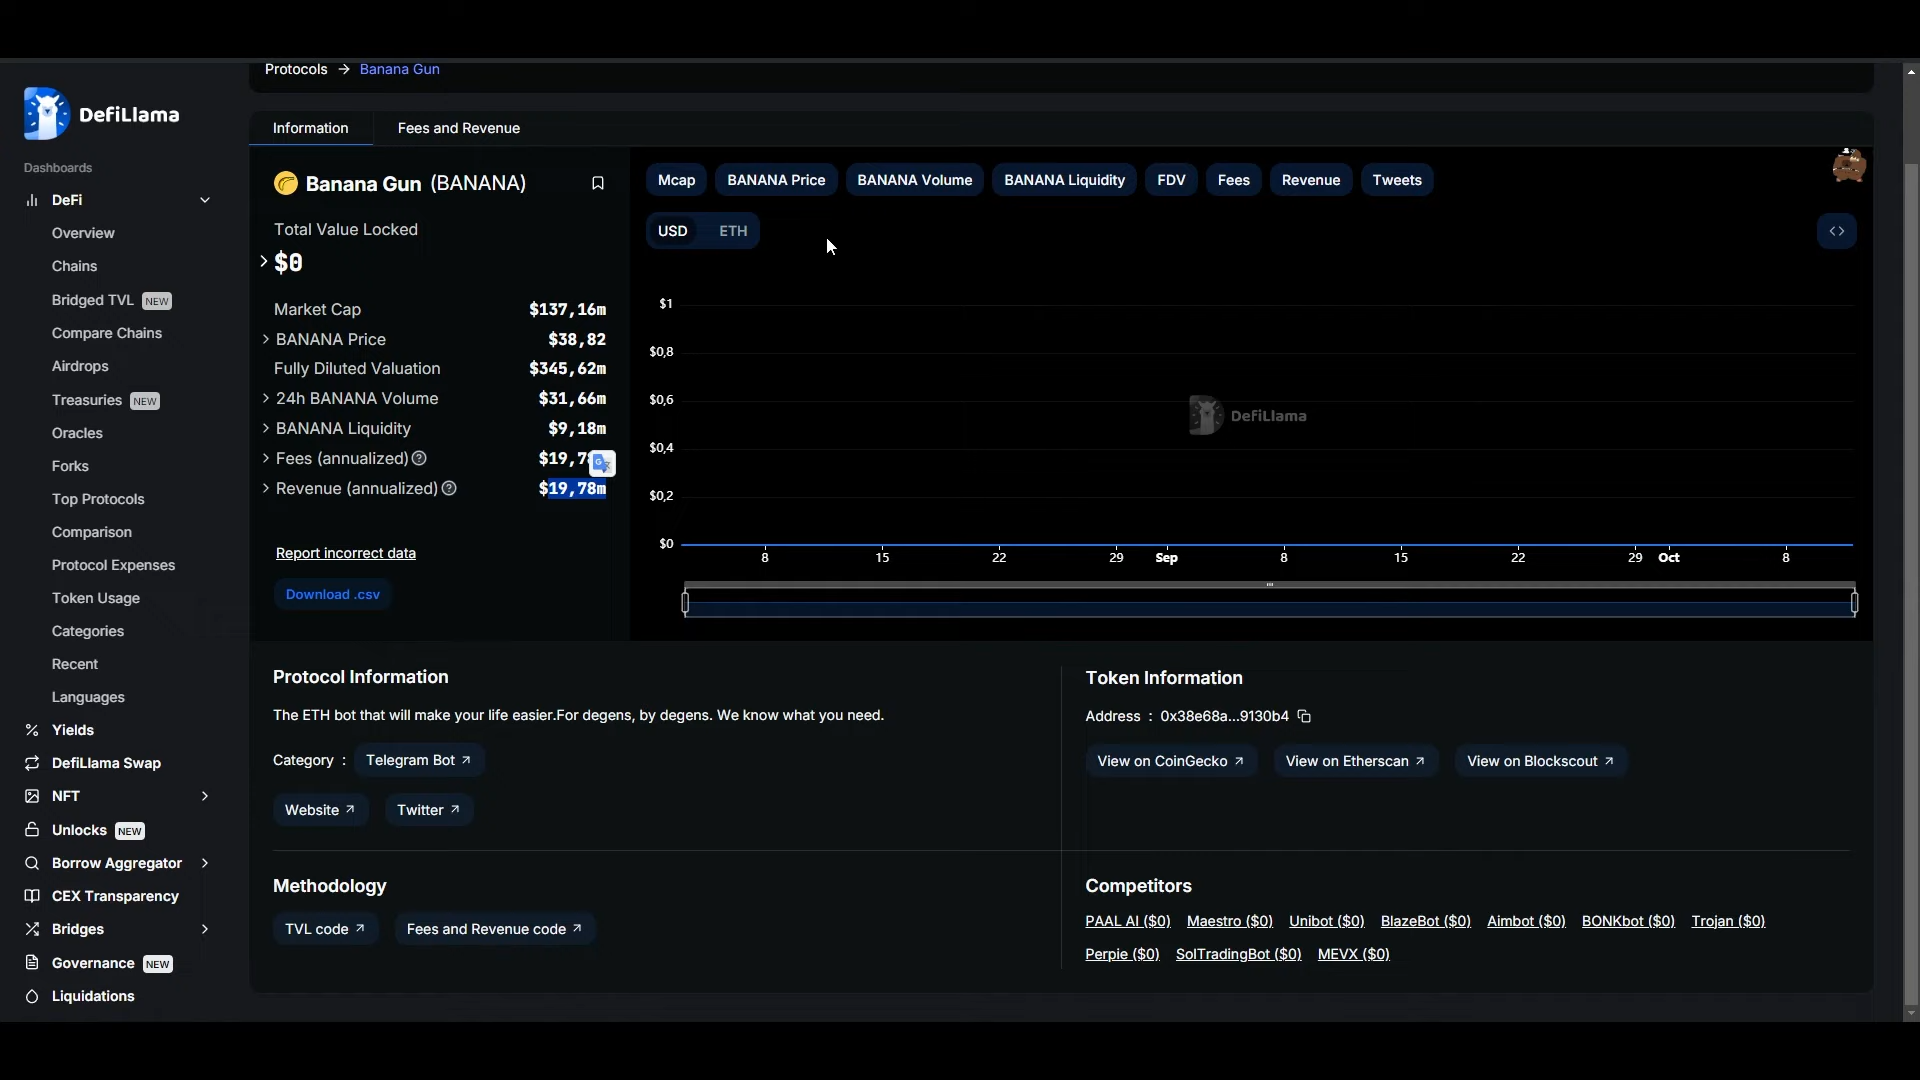 Protocols → Banana Gun
DefiLlama
Dashboards
DeFi
Overview
Chains
Bridged TVL NEW
Compare Chains
Airdrops
Treasuries NEW
Oracles
Forks
Top Protocols
Comparison
Protocol Expenses
Token Usage
Categories
Recent
Languages
Yields
DefiLlama Swap
NFT
Unlocks NEW
Borrow Aggregator
CEX Transparency
Bridges
Governance NEW
Liquidations
Information Fees and Revenue
Banana Gun (BANANA)
Total Value Locked
$0
Market Cap $137,16m
BANANA Price $38,82
Fully Diluted Valuation $345,62m
24h BANANA Volume $31,66m
BANANA Liquidity $9,18m
Fees (annualized) $19,7
Revenue (annualized) $19,78m
Report incorrect data
Download .csv
Mcap BANANA Price BANANA Volume BANANA Liquidity FDV Fees Revenue Tweets
USD ETH
$1
$0,8
$0,6
$0,4
$0,2
$0
DefiLlama
8 15 22 29 Sep 8 15 22 29 Oct 8
Protocol Information
The ETH bot that will make your life easier.For degens, by degens. We know what you need.
Category : Telegram Bot
Website Twitter
Token Information
Address : 0x38e68a...9130b4
View on CoinGecko View on Etherscan View on Blockscout
Methodology
TVL code Fees and Revenue code
Competitors
PAAL AI ($0) Maestro ($0) Unibot ($0) BlazeBot ($0) Aimbot ($0) BONKbot ($0) Trojan ($0)
Perpie ($0) SolTradingBot ($0) MEVX ($0)